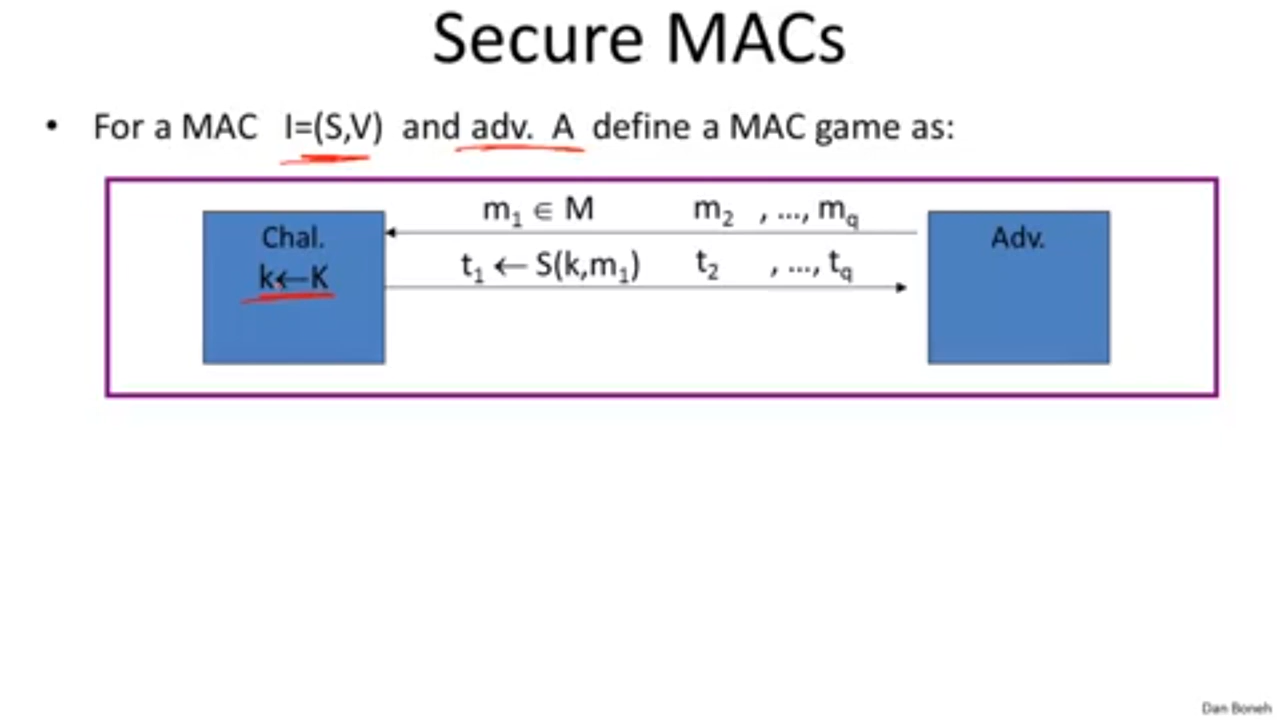 Secure MACs
• For a MAC I=(S,V) and adv. A define a MAC game as:
Chal.
k←K
m₁ ∈ M m₂ , ..., m_q
t₁ ← S(k,m₁) t₂ , ..., t_q
Adv.
Dan Boneh